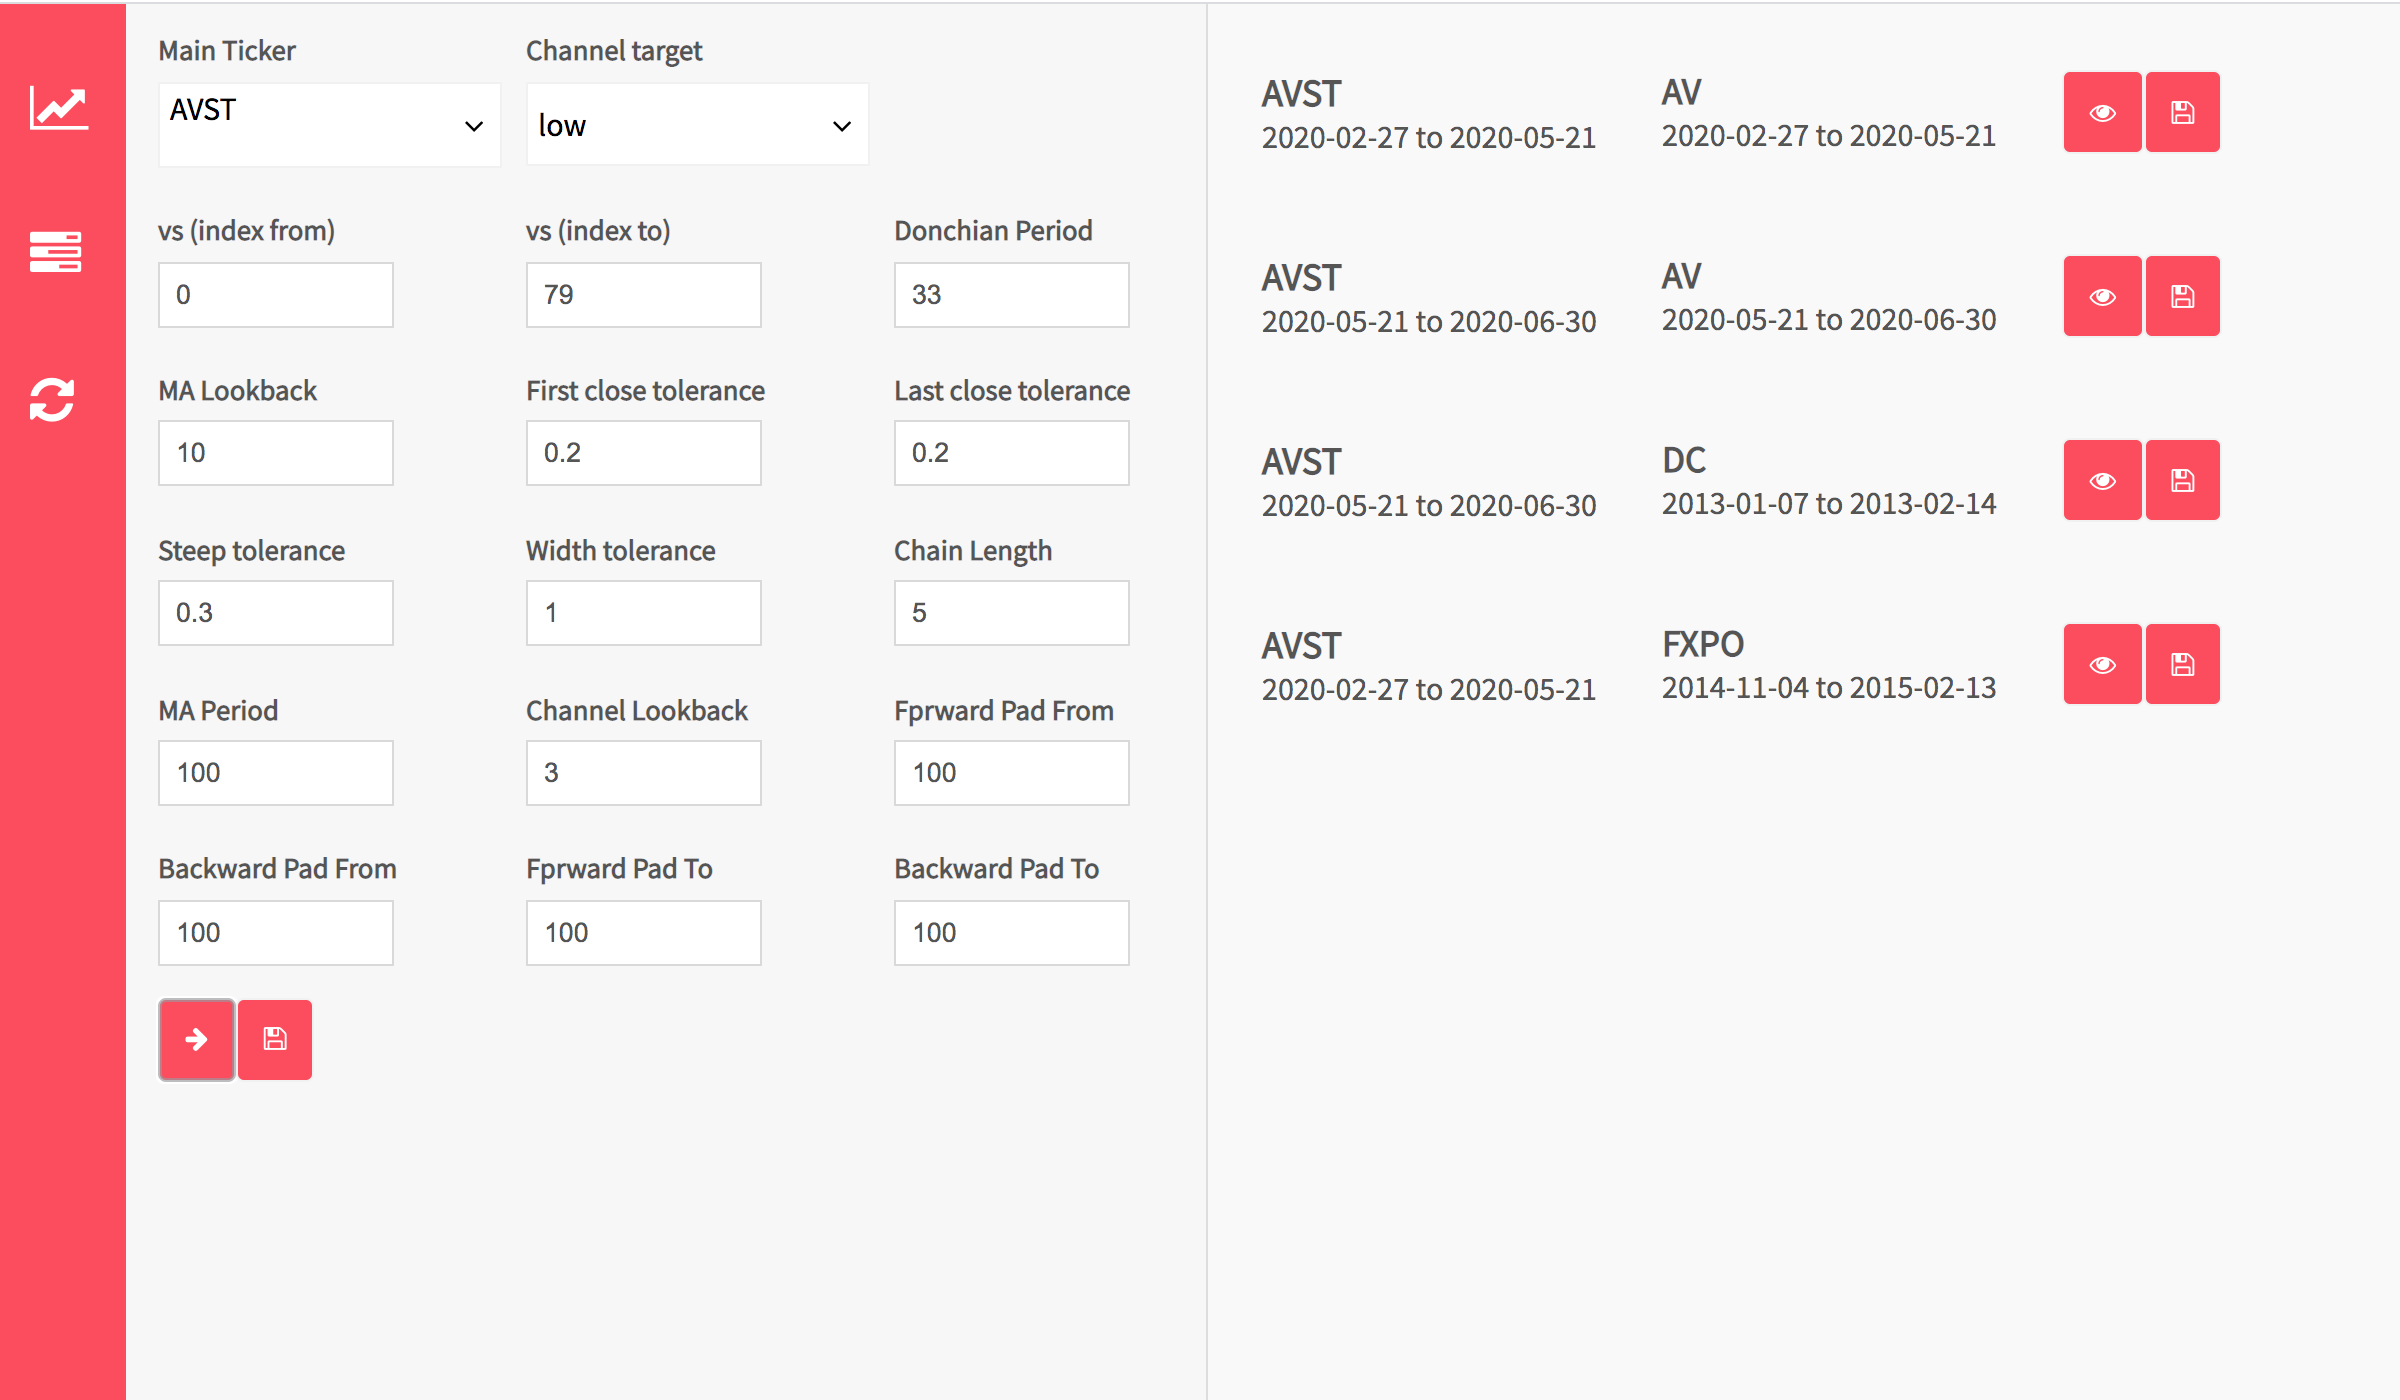 Main Ticker
Channel target
AVST
low
vs (index from)
vs (index to)
Donchian Period
0
79
33
MA Lookback
First close tolerance
Last close tolerance
10
0.2
0.2
Steep tolerance
Width tolerance
Chain Length
0.3
1
5
MA Period
Channel Lookback
Fprward Pad From
100
3
100
Backward Pad From
Fprward Pad To
Backward Pad To
100
100
100
AVST
2020-02-27 to 2020-05-21
AV
2020-02-27 to 2020-05-21
AVST
2020-05-21 to 2020-06-30
AV
2020-05-21 to 2020-06-30
AVST
2020-05-21 to 2020-06-30
DC
2013-01-07 to 2013-02-14
AVST
2020-02-27 to 2020-05-21
FXPO
2014-11-04 to 2015-02-13